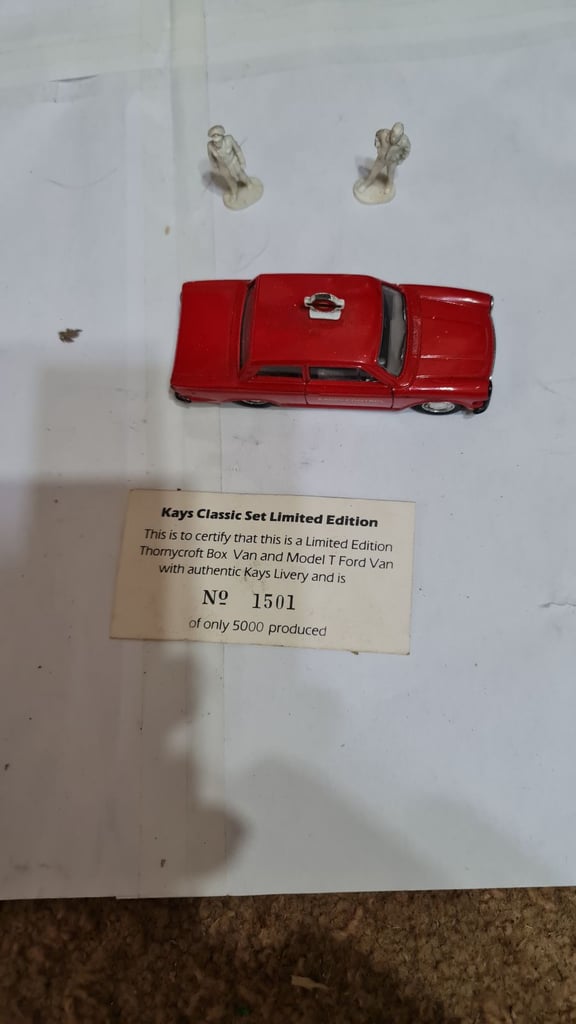 Kays Classic Set Limited Edition
This is to certify that this is a Limited Edition
Thornycroft Box Van and Model T Ford Van
with authentic Kays Livery and is
Nº 1501
of only 5000 produced